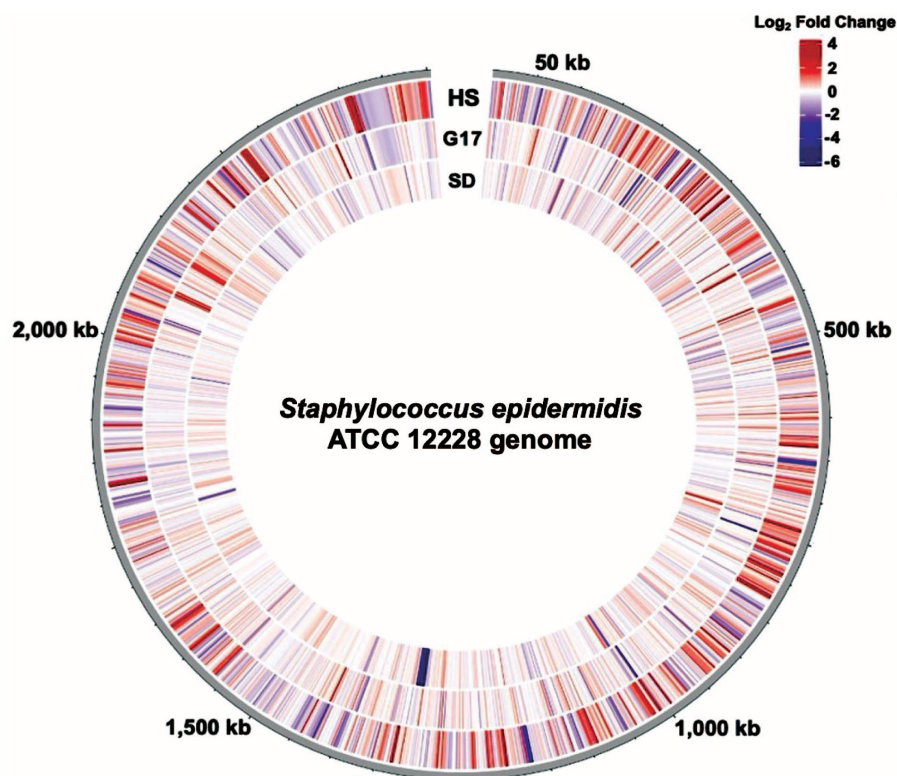 Log₂ Fold Change
4
2
0
-2
-4
-6
50 kb
HS
G17
SD
2,000 kb
500 kb
Staphylococcus epidermidis
ATCC 12228 genome
1,500 kb
1,000 kb